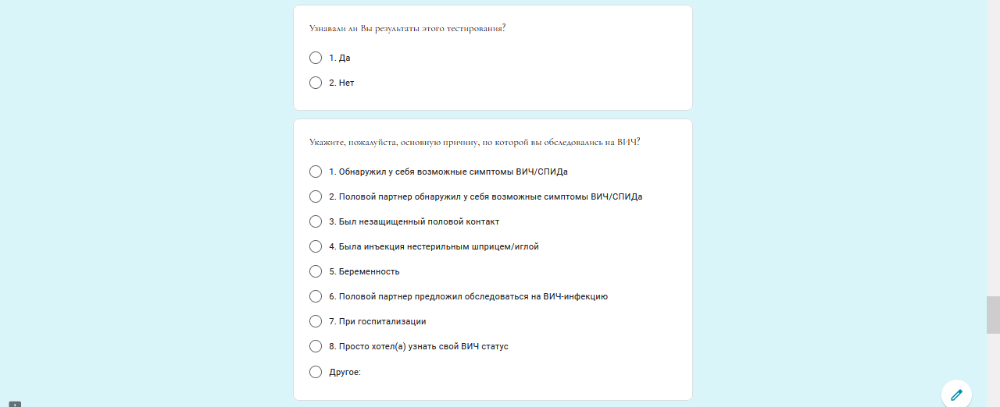 Узнавали ли Вы результаты этого тестирования?
1. Да
2. Нет
Укажите, пожалуйста, основную причину, по которой вы обследовались на ВИЧ?
1. Обнаружил у себя возможные симптомы ВИЧ/СПИДа
2. Половой партнер обнаружил у себя возможные симптомы ВИЧ/СПИДа
3. Был незащищенный половой контакт
4. Была инъекция нестерильным шприцем/иглой
5. Беременность
6. Половой партнер предложил обследоваться на ВИЧ-инфекцию
7. При госпитализации
8. Просто хотел(а) узнать свой ВИЧ статус
Другое: